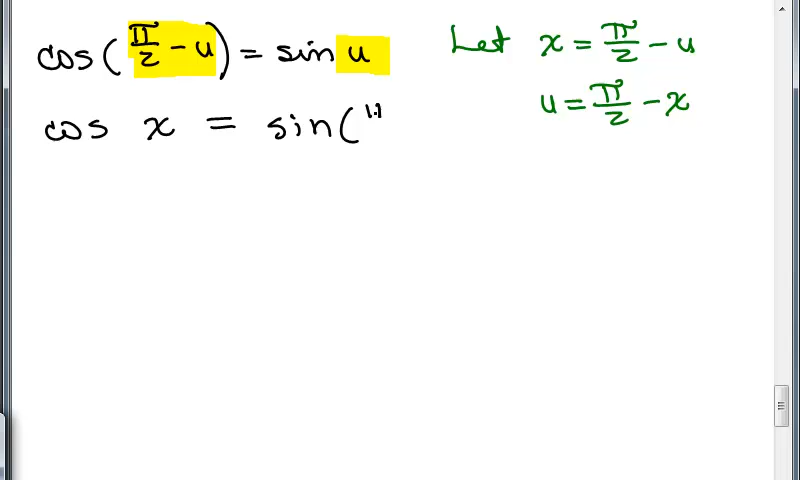 cos(π/2 - u) = sin u
Let x = π/2 - u
u = π/2 - x
cos x = sin(